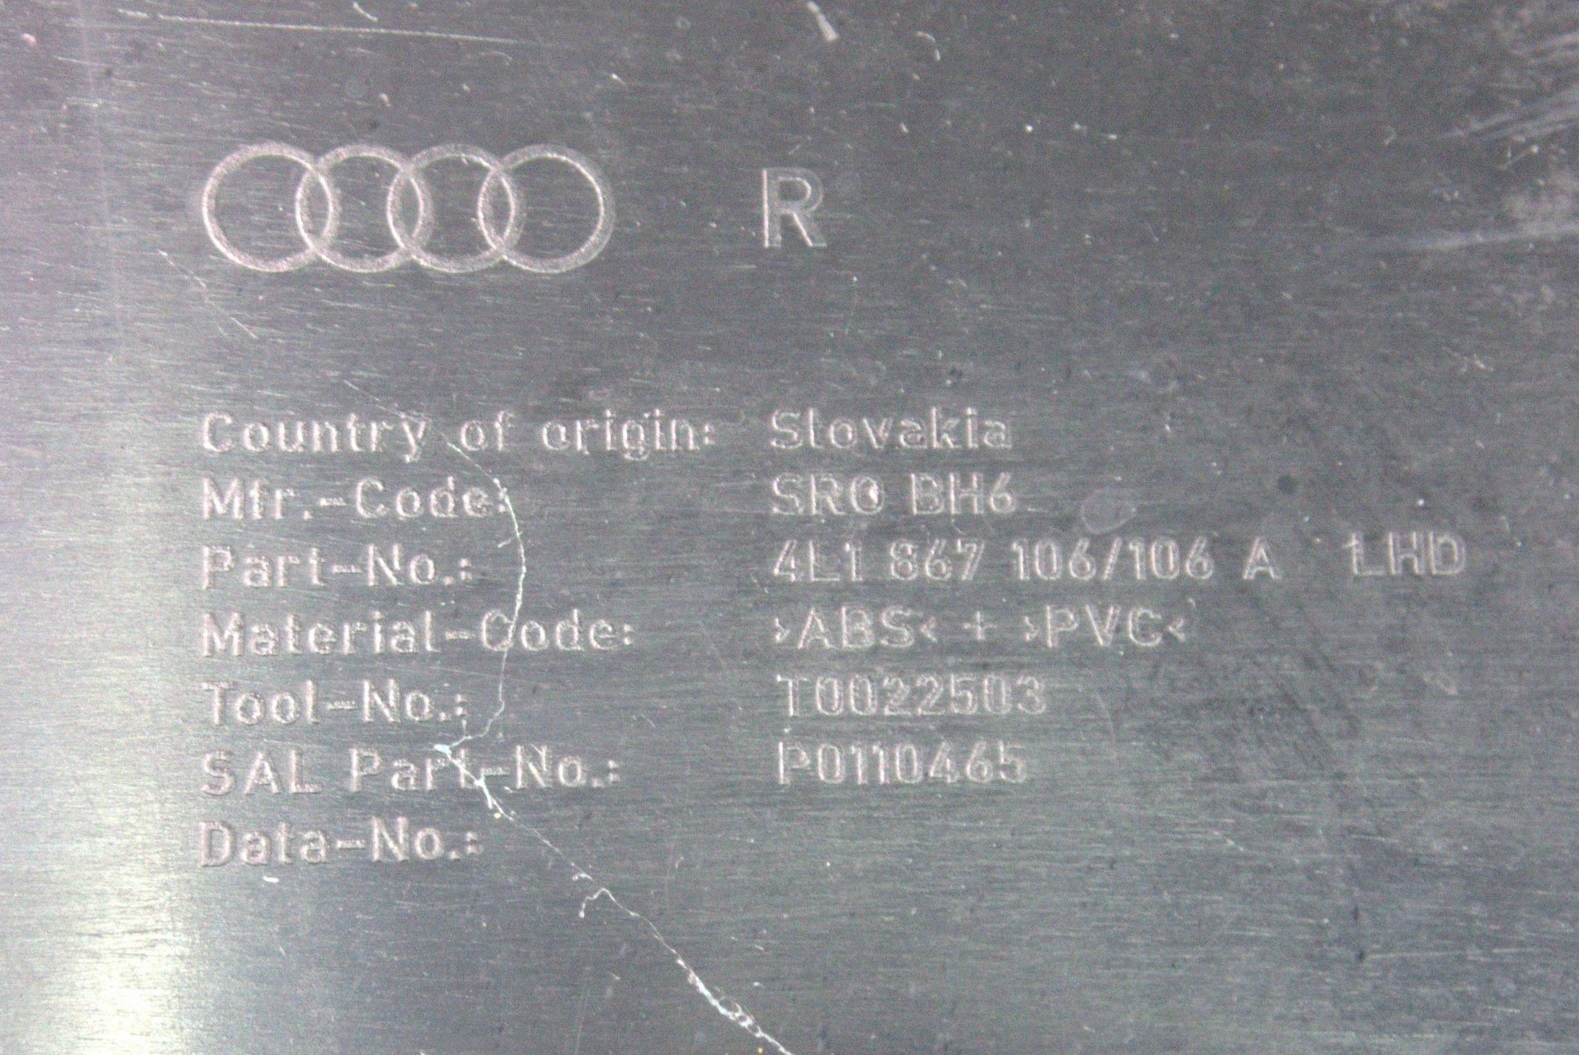 R
Country of origin: Slovakia
Mfr.-Code: SRO BH6
Part-No.: 4L1 867 106/106 A LHD
Material-Code: >ABS< + >PVC<
Tool-No.: T0022503
SAL Part-No.: P0110465
Data-No.: